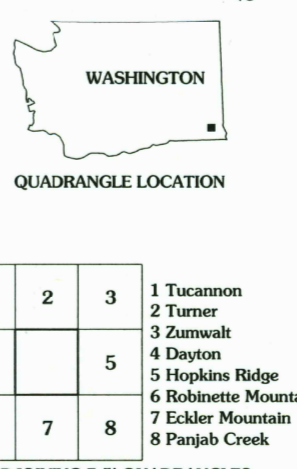 WASHINGTON
QUADRANGLE LOCATION
2 3
5
7 8
1 Tucannon
2 Turner
3 Zumwalt
4 Dayton
5 Hopkins Ridge
6 Robinette
7 Eckler Mountain
8 Panjab Creek